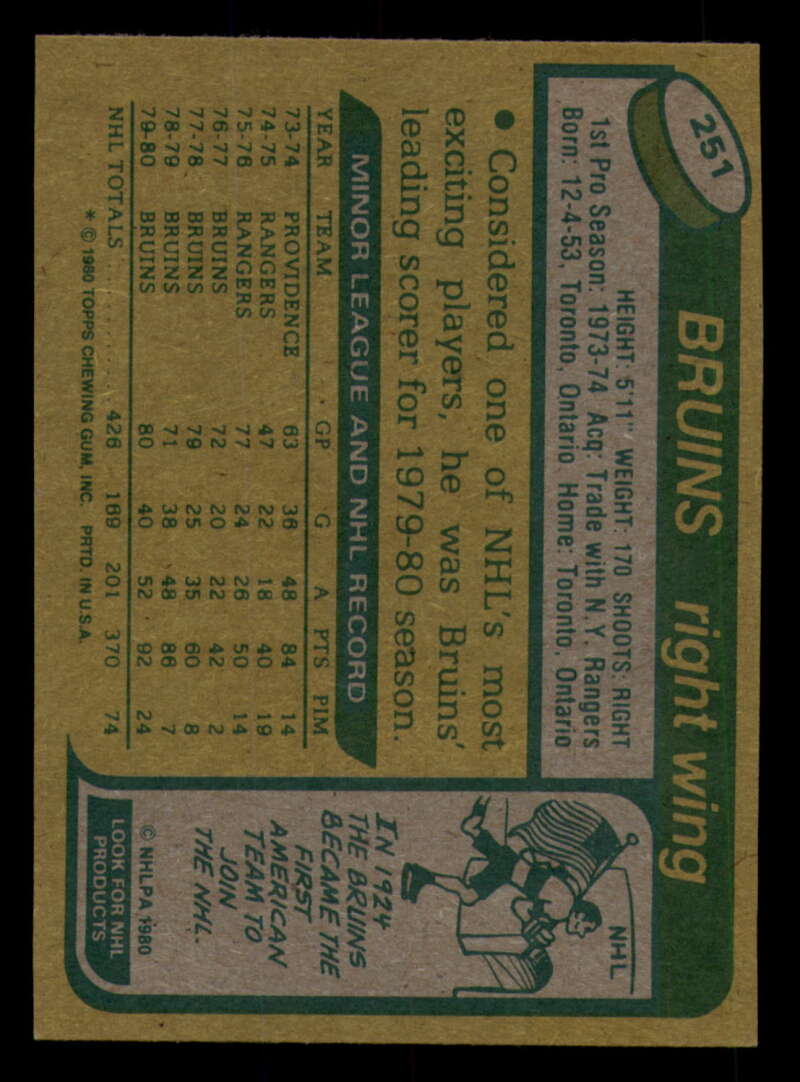 251
BRUINS right wing
HEIGHT: 5'11" WEIGHT: 170 SHOOTS: RIGHT
1st Pro Season: 1973-74 Acq: Trade with N.Y. Rangers
Born: 12-4-53, Toronto, Ontario Home: Toronto, Ontario
• Considered one of NHL's most
exciting players, he was Bruins'
leading scorer for 1979-80 season.
MINOR LEAGUE AND NHL RECORD
YEAR TEAM GP G A PTS PIM
73-74 PROVIDENCE 63 36 48 84 14
74-75 RANGERS 47 22 18 40 19
75-76 RANGERS 77 24 26 50 14
76-77 BRUINS 72 20 22 42 2
77-78 BRUINS 79 25 35 60 8
78-79 BRUINS 71 38 48 86 7
79-80 BRUINS 80 40 52 92 24
NHL TOTALS .......... 426 169 201 370 74
* © 1980 TOPPS CHEWING GUM, INC. PRTD. IN U.S.A.
NHL
IN 1924
THE BRUINS
BECAME THE
FIRST
AMERICAN
TEAM TO
JOIN
THE NHL.
© NHLPA 1980
LOOK FOR NHL
PRODUCTS